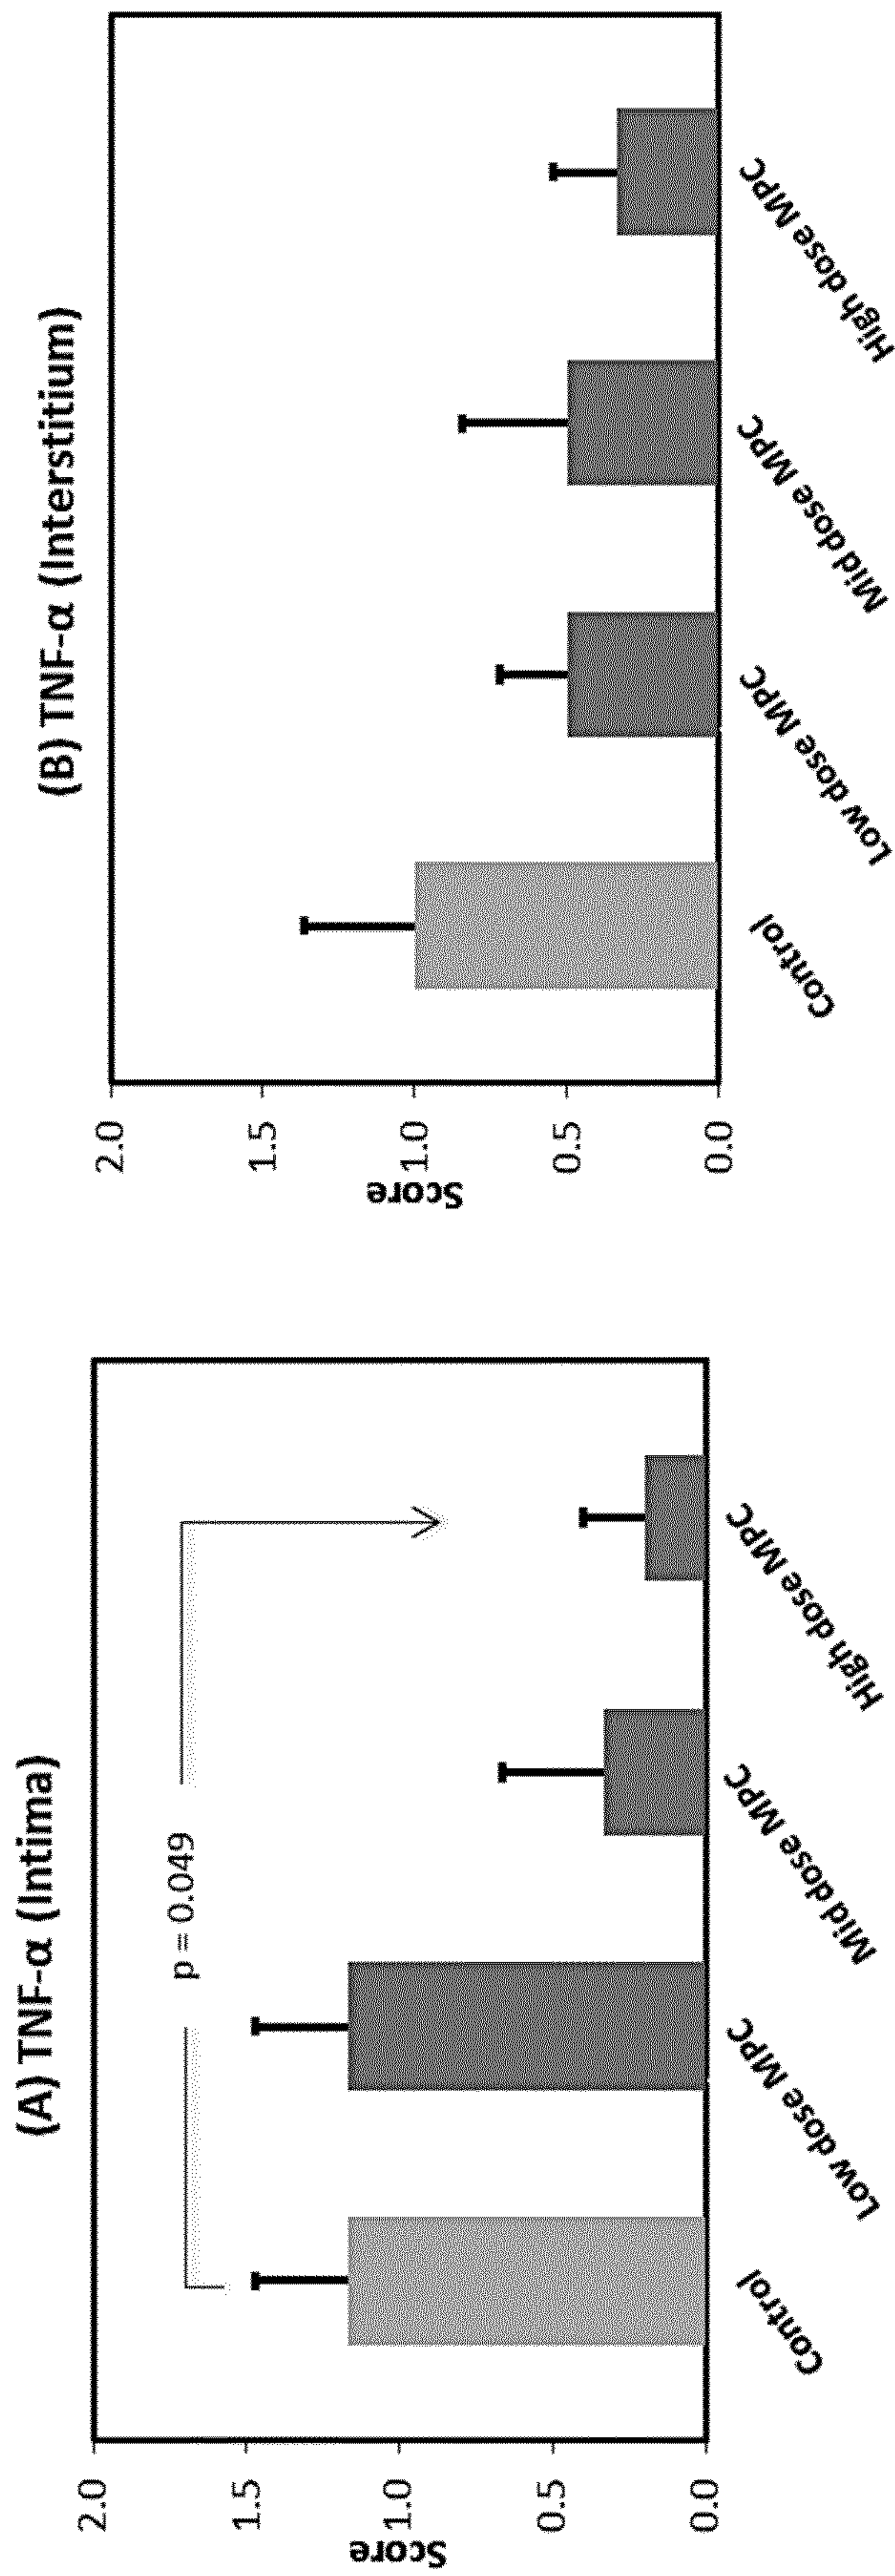 (A) TNF-α (Intima)
Score
2.0
1.5
1.0
0.5
0.0
p = 0.049
Control
Low dose MPC
Mid dose MPC
High dose MPC
(B) TNF-α (Interstitium)
Score
2.0
1.5
1.0
0.5
0.0
Control
Low dose MPC
Mid dose MPC
High dose MPC